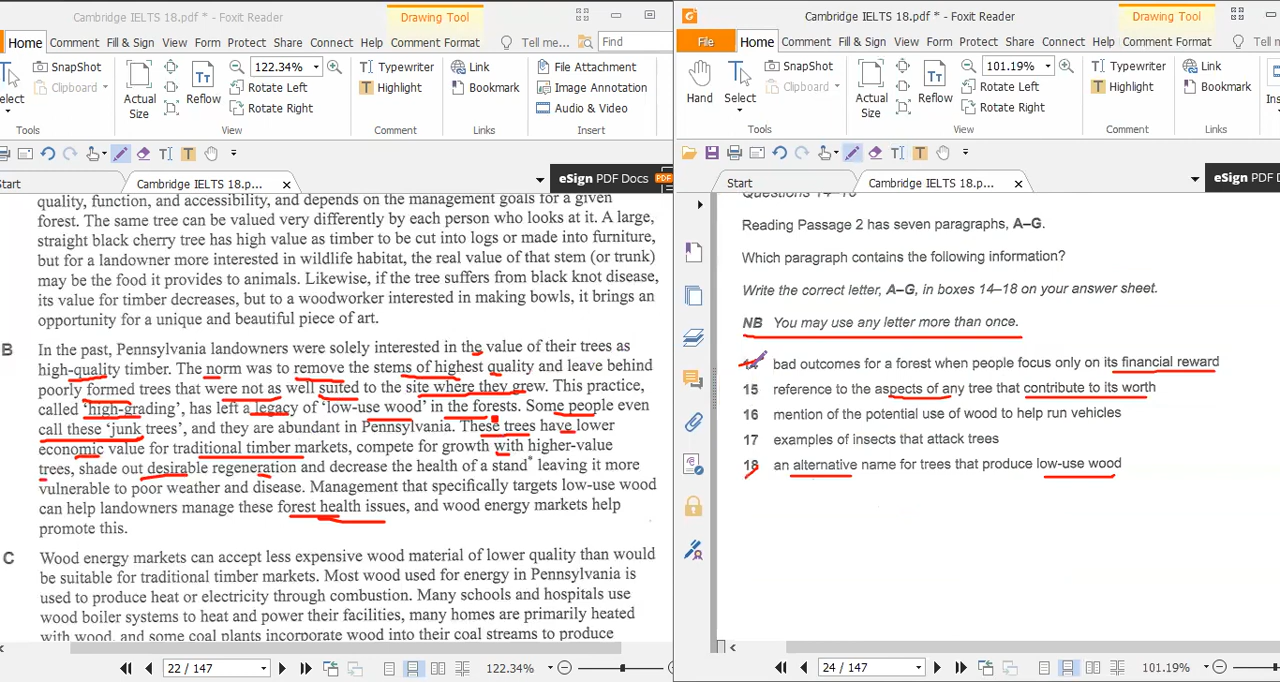 Cambridge IELTS 18.pdf * - Foxit Reader
Drawing Tool
Home Comment Fill & Sign View Form Protect Share Connect Help Comment Format Tell me... Find
SnapShot
Clipboard
Select
Actual Size
Reflow
122.34%
Rotate Left
Rotate Right
Typewriter
Highlight
Link
Bookmark
File Attachment
Image Annotation
Audio & Video
Tools View Comment Links Insert
eSign PDF Docs PDF
Start Cambridge IELTS 18.p...
quality, function, and accessibility, and depends on the management goals for a given
forest. The same tree can be valued very differently by each person who looks at it. A large,
straight black cherry tree has high value as timber to be cut into logs or made into furniture,
but for a landowner more interested in wildlife habitat, the real value of that stem (or trunk)
may be the food it provides to animals. Likewise, if the tree suffers from black knot disease,
its value for timber decreases, but to a woodworker interested in making bowls, it brings an
opportunity for a unique and beautiful piece of art.
B In the past, Pennsylvania landowners were solely interested in the value of their trees as
high-quality timber. The norm was to remove the stems of highest quality and leave behind
poorly formed trees that were not as well suited to the site where they grew. This practice,
called ‘high-grading’, has left a legacy of ‘low-use wood’ in the forests. Some people even
call these ‘junk trees’, and they are abundant in Pennsylvania. These trees have lower
economic value for traditional timber markets, compete for growth with higher-value
trees, shade out desirable regeneration and decrease the health of a stand* leaving it more
vulnerable to poor weather and disease. Management that specifically targets low-use wood
can help landowners manage these forest health issues, and wood energy markets help
promote this.
C Wood energy markets can accept less expensive wood material of lower quality than would
be suitable for traditional timber markets. Most wood used for energy in Pennsylvania is
used to produce heat or electricity through combustion. Many schools and hospitals use
wood boiler systems to heat and power their facilities, many homes are primarily heated
with wood, and some coal plants incorporate wood into their coal streams to produce
22 / 147
122.34%
Cambridge IELTS 18.pdf * - Foxit Reader
Drawing Tool
File Home Comment Fill & Sign View Form Protect Share Connect Help Comment Format Tell
Hand
Select
SnapShot
Clipboard
Actual Size
Reflow
101.19%
Rotate Left
Rotate Right
Typewriter
Highlight
Link
Bookmark
Tools View Comment Links
eSign PDF D
Start Cambridge IELTS 18.p...
Reading Passage 2 has seven paragraphs, A–G.
Which paragraph contains the following information?
Write the correct letter, A–G, in boxes 14–18 on your answer sheet.
NB You may use any letter more than once.
14 bad outcomes for a forest when people focus only on its financial reward
15 reference to the aspects of any tree that contribute to its worth
16 mention of the potential use of wood to help run vehicles
17 examples of insects that attack trees
18 an alternative name for trees that produce low-use wood
24 / 147
101.19%